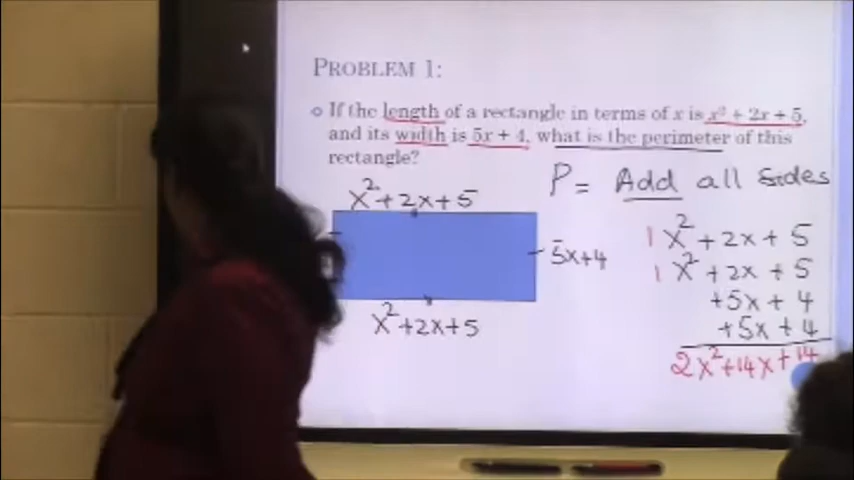 PROBLEM 1:
If the length of a rectangle in terms of x is x² + 2x + 5,
and its width is 5x + 4, what is the perimeter of this
rectangle?
P = Add all sides
x²+2x+5
5x+4
x²+2x+5
1 x² + 2x + 5
1 x² + 2x + 5
+5x + 4
+5x + 4
2x²+14x+14